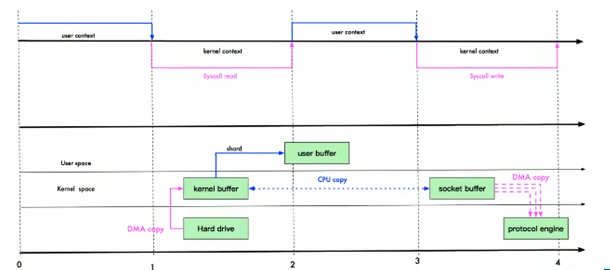 user context
user context
kernel context
kernel context
Syscall read
Syscall write
shard
user buffer
User space
CPU copy
DMA copy
Kernel space
kernel buffer
socket buffer
DMA copy
Hard drive
protocol engine
0
1
2
3
4